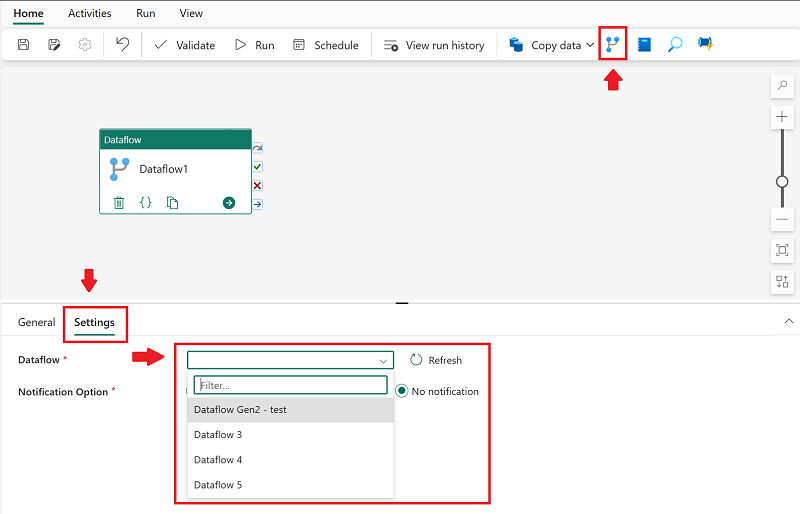 Home Activities Run View
Validate Run Schedule View run history Copy data
Dataflow
Dataflow1
General Settings
Dataflow * Refresh
Filter...
Notification Option * No notification
Dataflow Gen2 - test
Dataflow 3
Dataflow 4
Dataflow 5